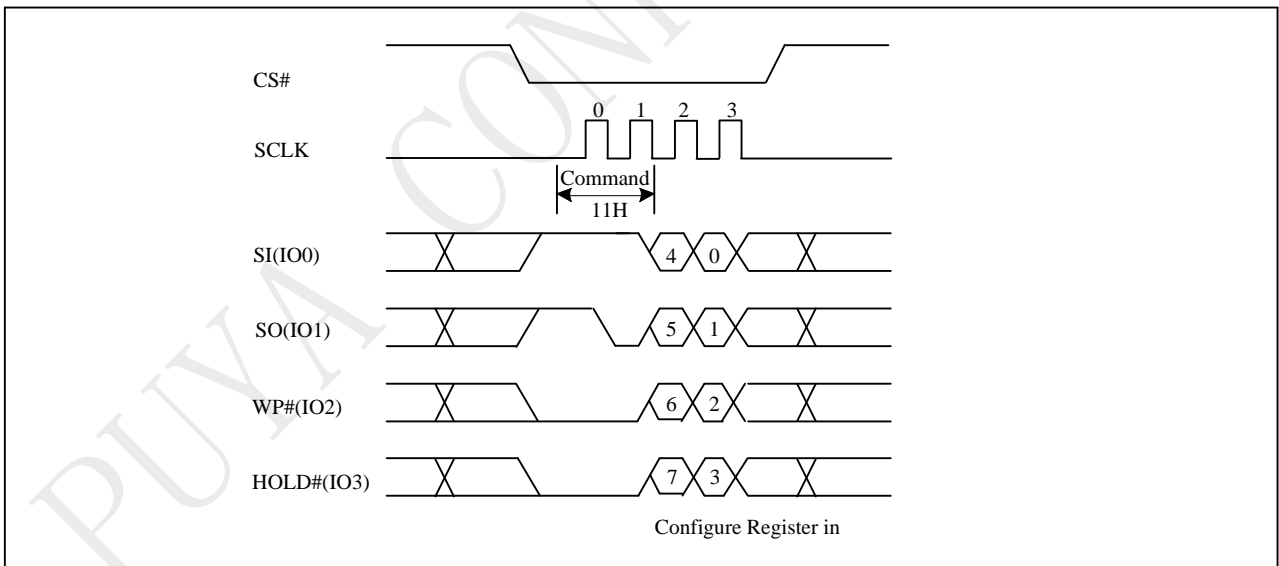 CS#
0 1 2 3
SCLK
Command
11H
SI(IO0)
4 0
SO(IO1)
5 1
WP#(IO2)
6 2
HOLD#(IO3)
7 3
Configure Register in
PUYA CON